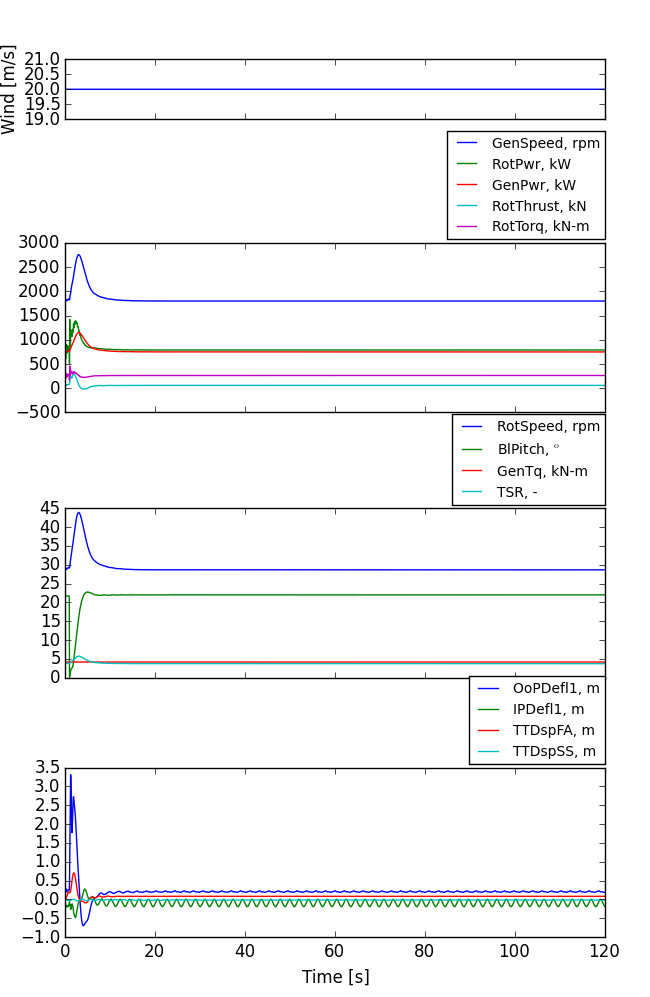 Wind [m/s]
21.0
20.5
20.0
19.5
19.0
GenSpeed, rpm
RotPwr, kW
GenPwr, kW
RotThrust, kN
RotTorq, kN-m
3000
2500
2000
1500
1000
500
0
−500
RotSpeed, rpm
BlPitch, °
GenTq, kN-m
TSR, -
45
40
35
30
25
20
15
10
5
0
OoPDefl1, m
IPDefl1, m
TTDspFA, m
TTDspSS, m
3.5
3.0
2.5
2.0
1.5
1.0
0.5
0.0
−0.5
−1.0
0 20 40 60 80 100 120
Time [s]